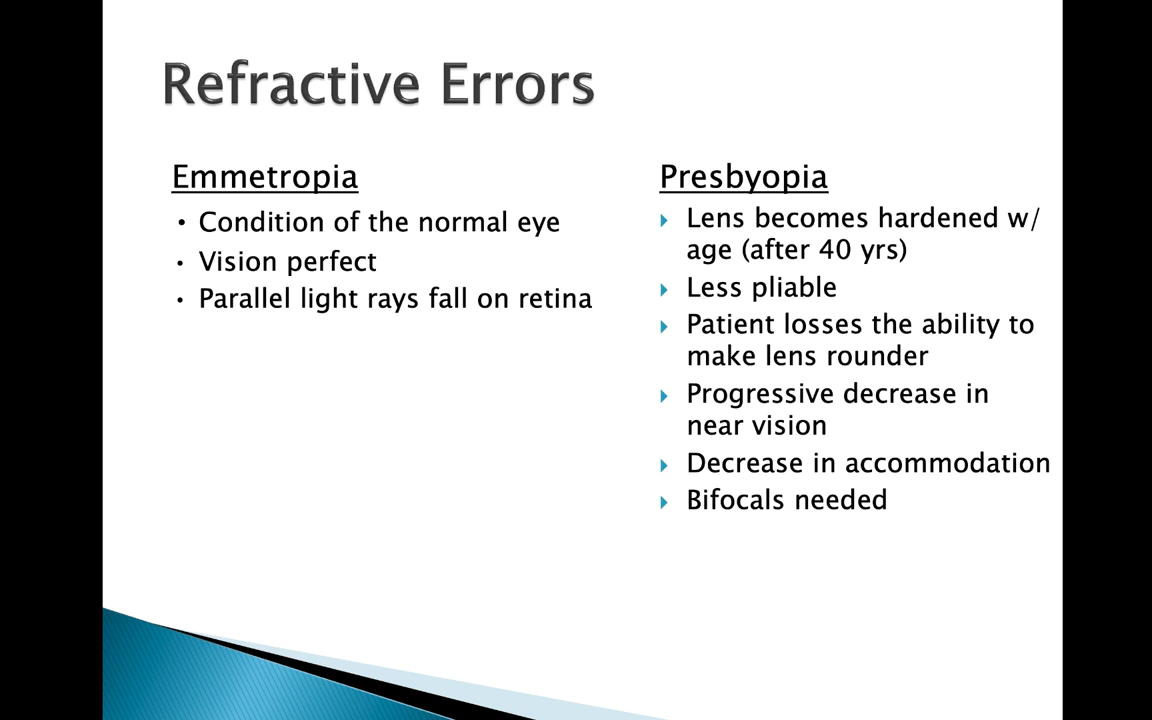 Refractive Errors
Emmetropia
• Condition of the normal eye
• Vision perfect
• Parallel light rays fall on retina
Presbyopia
Lens becomes hardened w/
age (after 40 yrs)
Less pliable
Patient losses the ability to
make lens rounder
Progressive decrease in
near vision
Decrease in accommodation
Bifocals needed